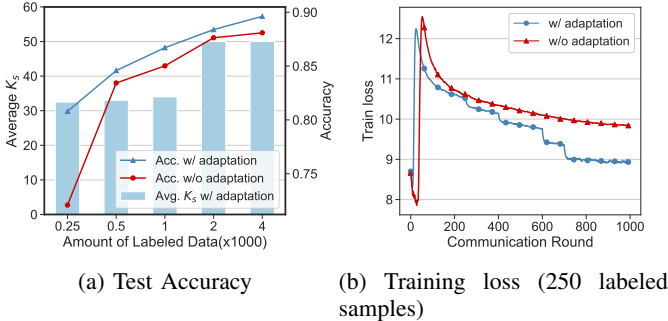 60
50
40
30
20
10
0
Average Ks
0.90
0.85
0.80
0.75
Accuracy
Acc. w/ adaptation
Acc. w/o adaptation
Avg. Ks w/ adaptation
0.25 0.5 1 2 4
Amount of Labeled Data(x1000)
(a) Test Accuracy
12
11
10
9
8
Train loss
w/ adaptation
w/o adaptation
0 200 400 600 800 1000
Communication Round
(b) Training loss (250 labeled
samples)